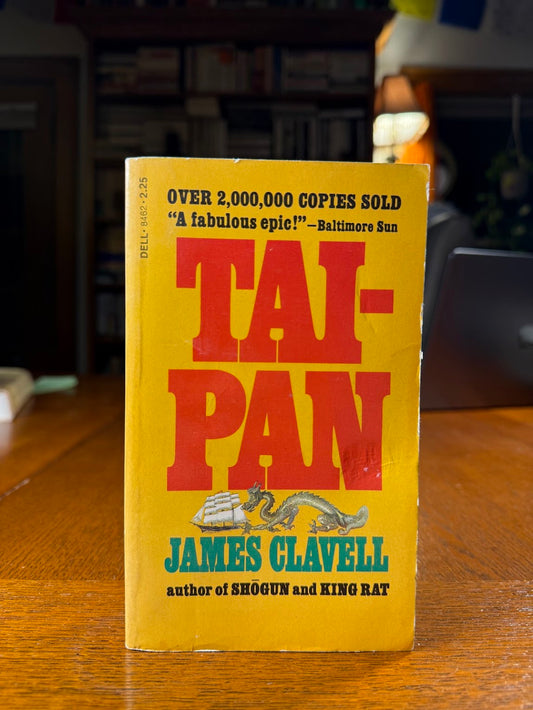 DELL • 8462 • 2.25
OVER 2,000,000 COPIES SOLD
“A fabulous epic!”—Baltimore Sun
TAI-
PAN
JAMES CLAVELL
author of SHŌGUN and KING RAT